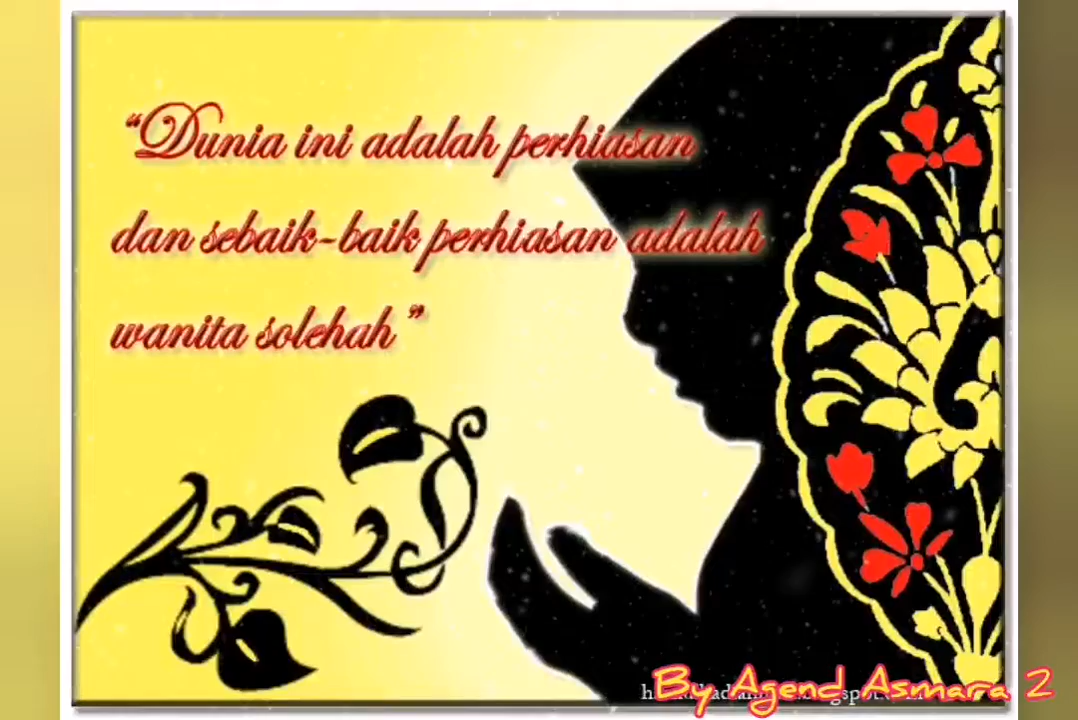 “Dunia ini adalah perhiasan
dan sebaik-baik perhiasan adalah
wanita solehah”
By Agend Asmara 2